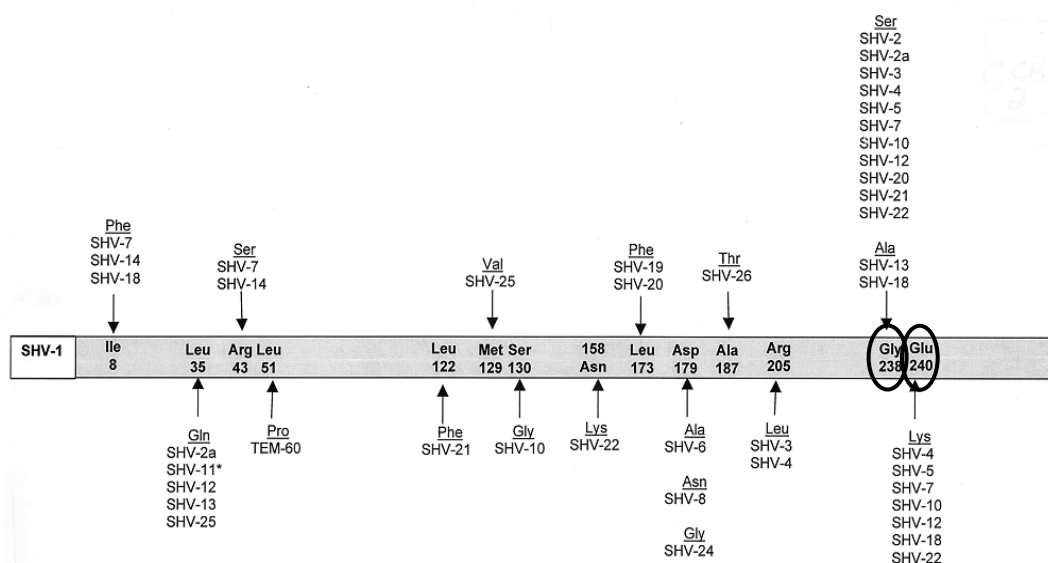 Ser
SHV-2
SHV-2a
SHV-3
SHV-4
SHV-5
SHV-7
SHV-10
SHV-12
SHV-20
SHV-21
SHV-22
Phe
SHV-7
SHV-14
SHV-18
Ser
SHV-7
SHV-14
Val
SHV-25
Phe
SHV-19
SHV-20
Thr
SHV-26
Ala
SHV-13
SHV-18
SHV-1
Ile
8
Leu
35
Arg
43
Leu
51
Leu
122
Met
129
Ser
130
158
Asn
Leu
173
Asp
179
Ala
187
Arg
205
Gly
238
Glu
240
Gln
SHV-2a
SHV-11*
SHV-12
SHV-13
SHV-25
Pro
TEM-60
Phe
SHV-21
Gly
SHV-10
Lys
SHV-22
Ala
SHV-6
Asn
SHV-8
Gly
SHV-24
Leu
SHV-3
SHV-4
Lys
SHV-4
SHV-5
SHV-7
SHV-10
SHV-12
SHV-18
SHV-22